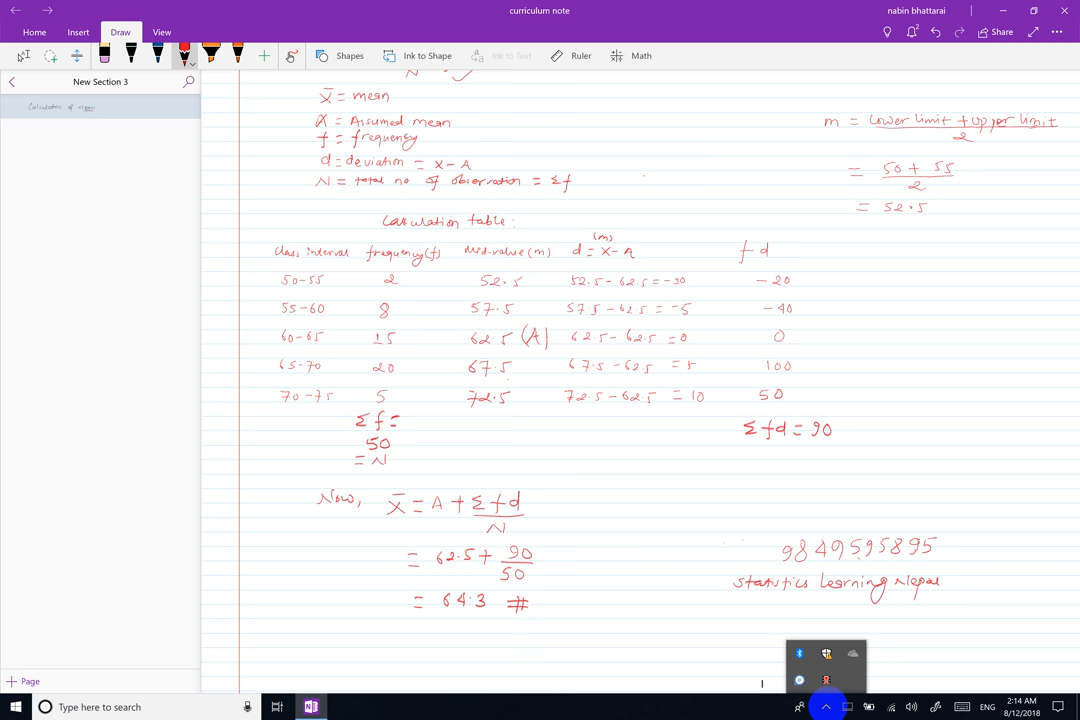 curriculum note
nabin bhattarai
Home Insert Draw View
Share
Shapes Ink to Shape Ink to Text Ruler Math
New Section 3
Calculation of mean
N
X̄ = mean
A = Assumed mean
f = frequency
d = deviation = X - A
N = total no of observation = Σf
m = Lower limit + Upper limit
2
= 50 + 55
2
= 52.5
Calculation table:
(m)
Class interval frequency(f) Mid-value (m) d = X - A fd
50-55 2 52.5 52.5 - 62.5 = -10 -20
55-60 8 57.5 57.5 - 62.5 = -5 -40
60-65 15 62.5 (A) 62.5 - 62.5 = 0 0
65-70 20 67.5 67.5 - 62.5 = 5 100
70-75 5 72.5 72.5 - 62.5 = 10 50
Σf =
50
= N
Σfd = 90
Now, X̄ = A + Σfd
N
= 62.5 + 90
50
= 64.3 #
9849595895
Statistics Learning Nepal
+ Page
Type here to search
ENG
2:14 AM
8/12/2018